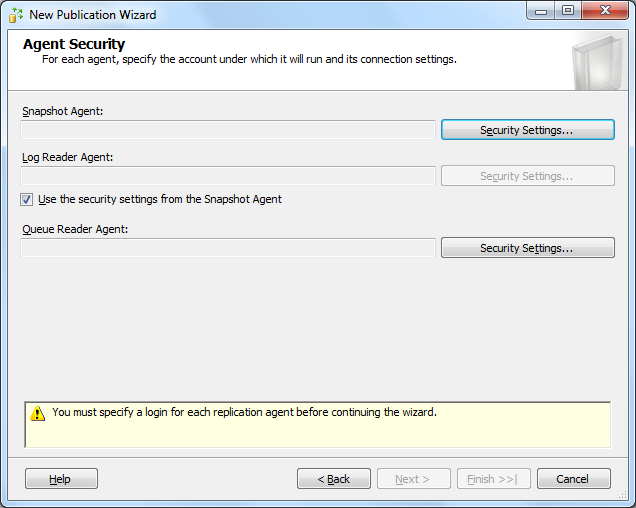 New Publication Wizard
Agent Security
For each agent, specify the account under which it will run and its connection settings.
Snapshot Agent:
Security Settings...
Log Reader Agent:
Security Settings...
Use the security settings from the Snapshot Agent
Queue Reader Agent:
Security Settings...
You must specify a login for each replication agent before continuing the wizard.
Help
< Back
Next >
Finish >>|
Cancel